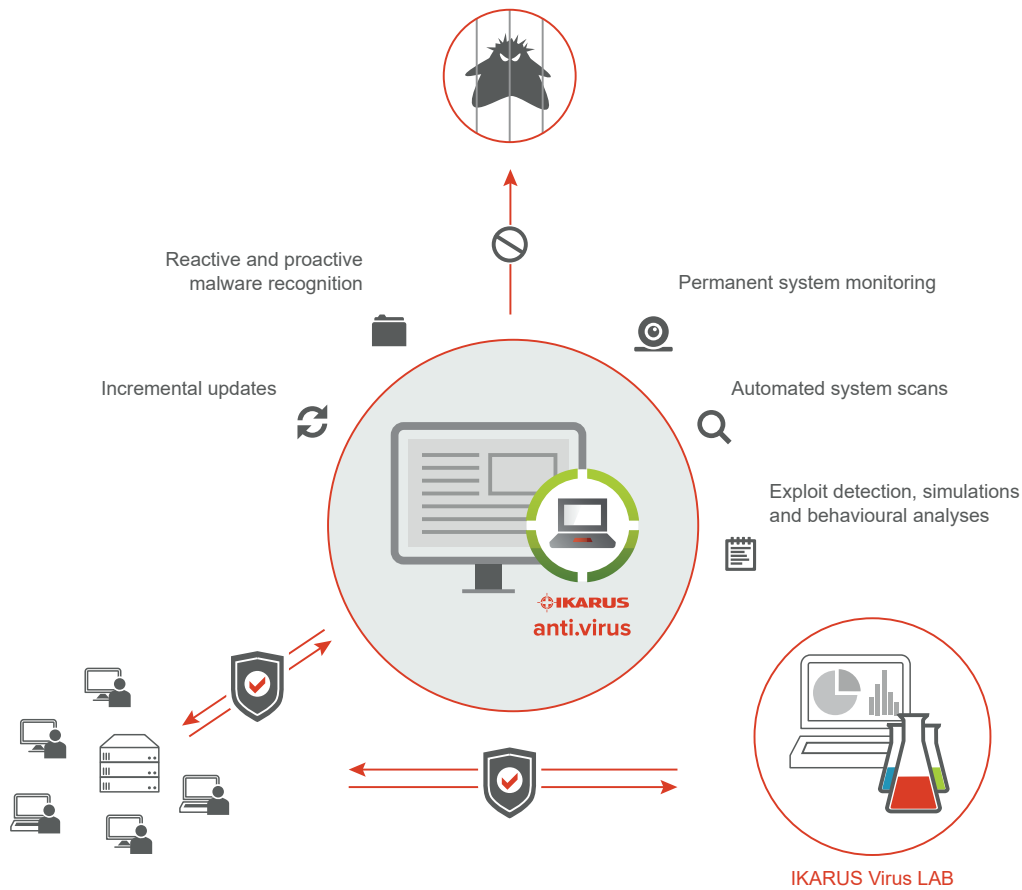 Reactive and proactive
malware recognition
Permanent system monitoring
Incremental updates
Automated system scans
Exploit detection, simulations
and behavioural analyses
IKARUS
anti.virus
IKARUS Virus LAB